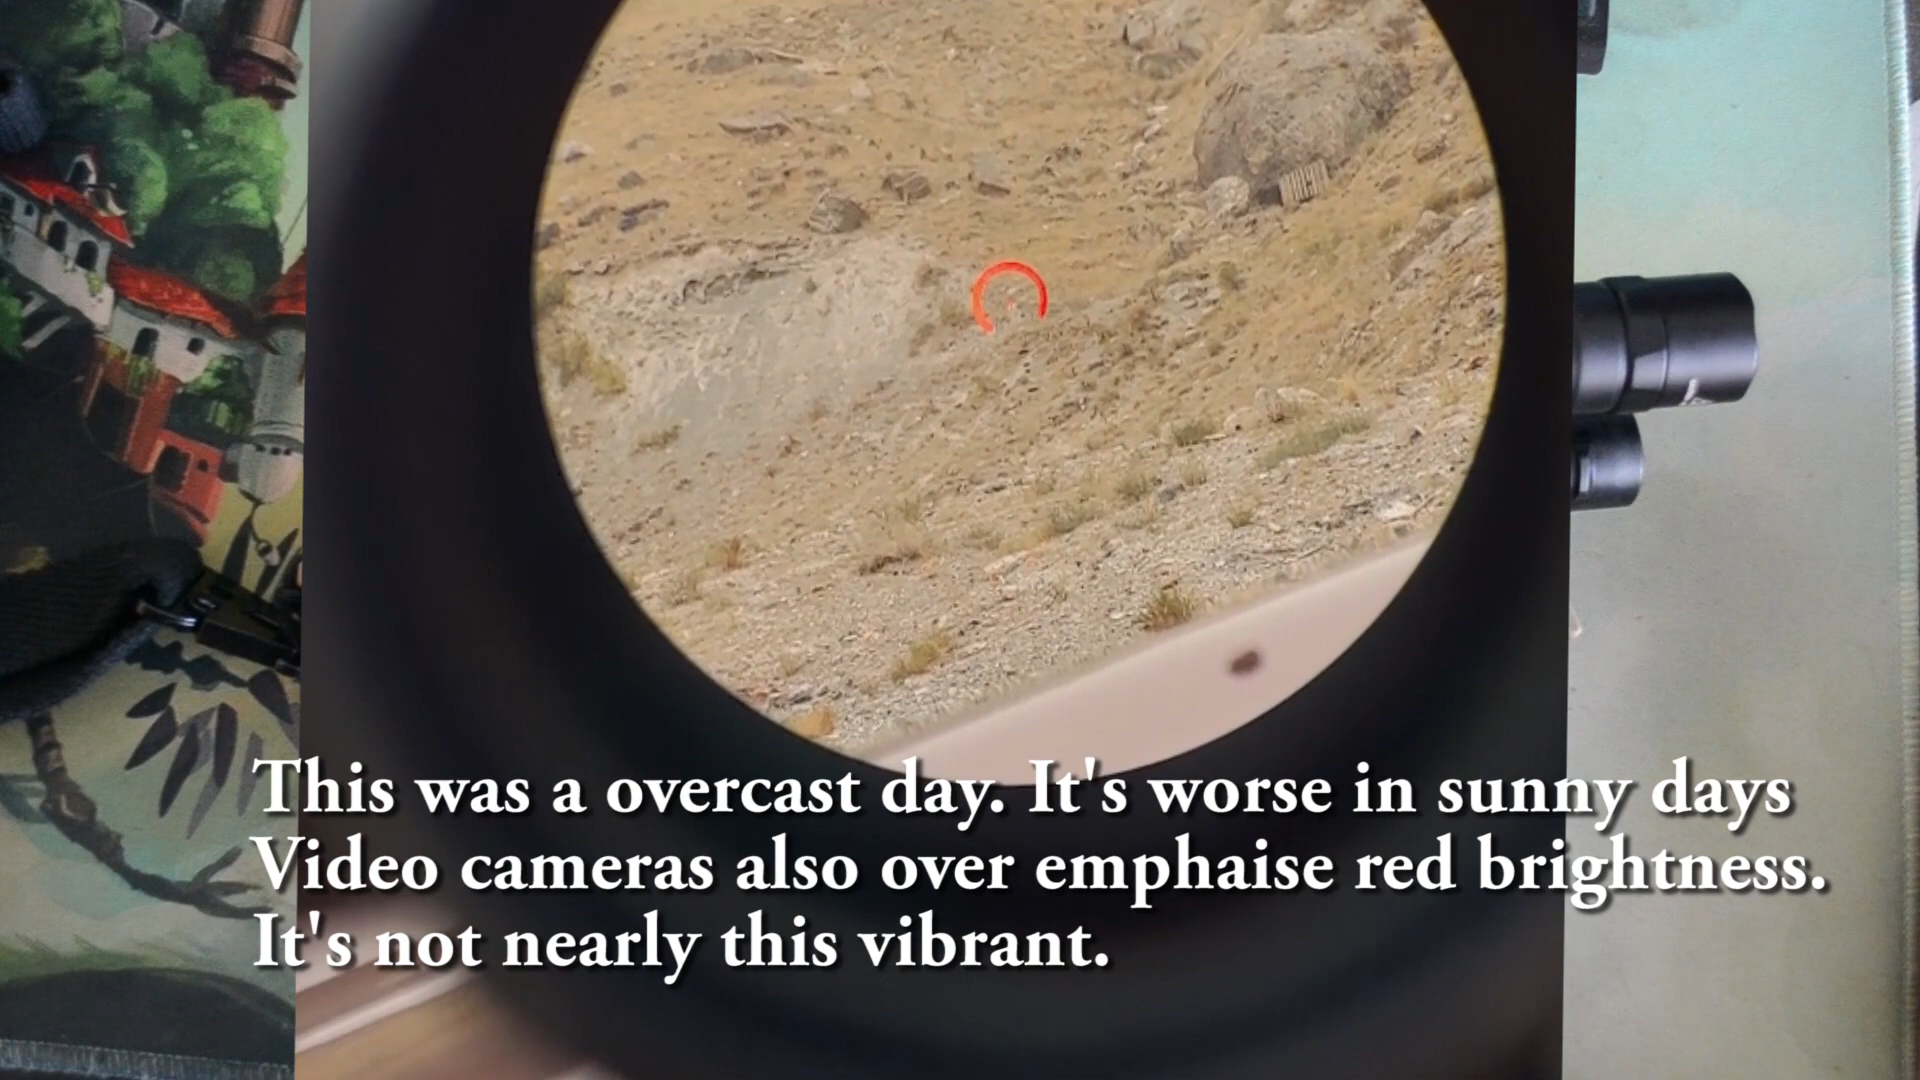 This was a overcast day. It's worse in sunny days
Video cameras also over emphaise red brightness.
It's not nearly this vibrant.